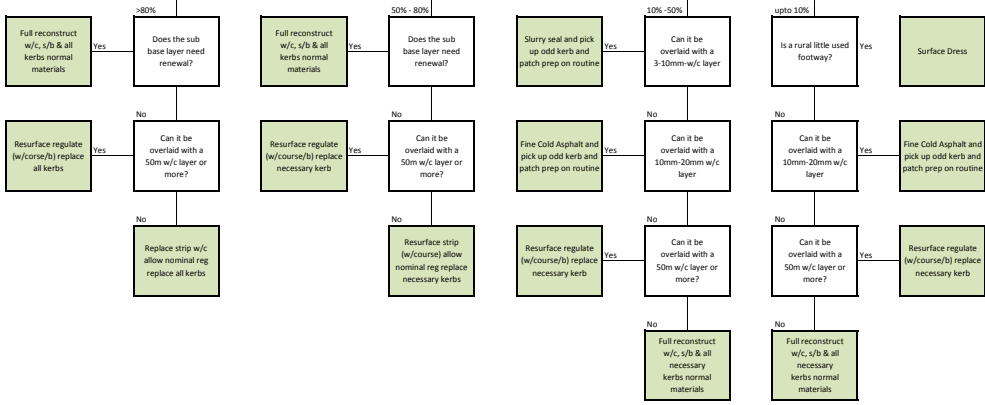 >80%
50% - 80%
10% -50%
upto 10%
Full reconstruct
w/c, s/b & all
kerbs normal
materials
Yes
Does the sub
base layer need
renewal?
Full reconstruct
w/c, s/b & all
kerbs normal
materials
Yes
Does the sub
base layer need
renewal?
Slurry seal and pick
up odd kerb and
patch prep on routine
Yes
Can it be
overlaid with a
3-10mm-w/c layer
Is a rural little used
footway?
Yes
Surface Dress
No
No
No
No
Resurface regulate
(w/corse/b) replace
all kerbs
Yes
Can it be
overlaid with a
50m w/c layer or
more?
Resurface regulate
(w/course/b) replace
necessary kerb
Yes
Can it be
overlaid with a
50m w/c layer or
more?
Fine Cold Asphalt and
pick up odd kerb and
patch prep on routine
Yes
Can it be
overlaid with a
10mm-20mm w/c
layer
Can it be
overlaid with a
10mm-20mm w/c
layer
Yes
Fine Cold Asphalt and
pick up odd kerb and
patch prep on routine
No
No
No
No
Replace strip w/c
allow nominal reg
replace all kerbs
Resurface strip
(w/course) allow
nominal reg replace
necessary kerbs
Resurface regulate
(w/course/b) replace
necessary kerb
Yes
Can it be
overlaid with a
50m w/c layer or
more?
Can it be
overlaid with a
50m w/c layer or
more?
Yes
Resurface regulate
(w/course/b) replace
necessary kerb
No
No
Full reconstruct
w/c, s/b & all
necessary
kerbs normal
materials
Full reconstruct
w/c, s/b & all
necessary
kerbs normal
materials